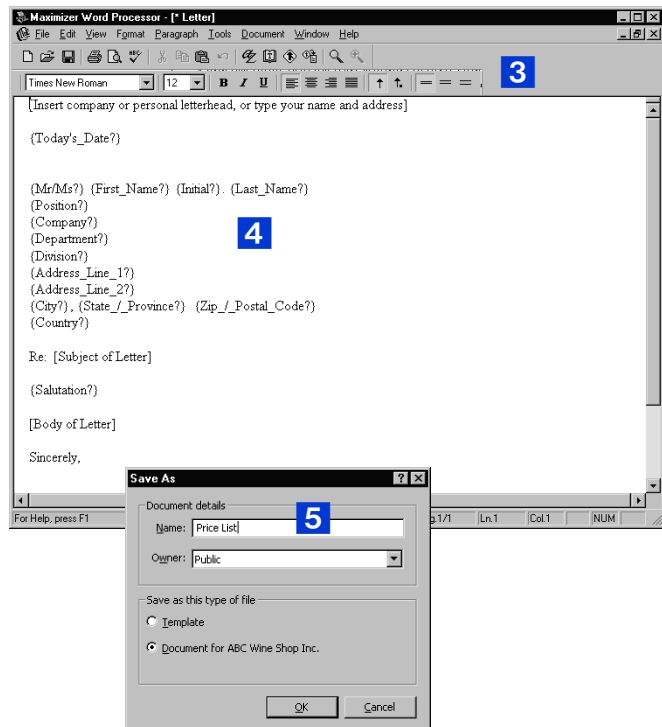 Maximizer Word Processor - [* Letter]
File Edit View Format Paragraph Tools Document Window Help
3
Times New Roman 12 B I U
[Insert company or personal letterhead, or type your name and address]
{Today's_Date?}
{Mr/Ms?} {First_Name?} {Initial?}. {Last_Name?}
{Position?}
{Company?}
4
{Department?}
{Division?}
{Address_Line_1?}
{Address_Line_2?}
{City?}, {State_/_Province?} {Zip_/_Postal_Code?}
{Country?}
Re: [Subject of Letter]
{Salutation?}
[Body of Letter]
Sincerely,
For Help, press F1 g.1/1 Ln.1 Col.1 NUM
Save As
Document details
5
Name: Price List
Owner: Public
Save as this type of file
Template
Document for ABC Wine Shop Inc.
OK Cancel